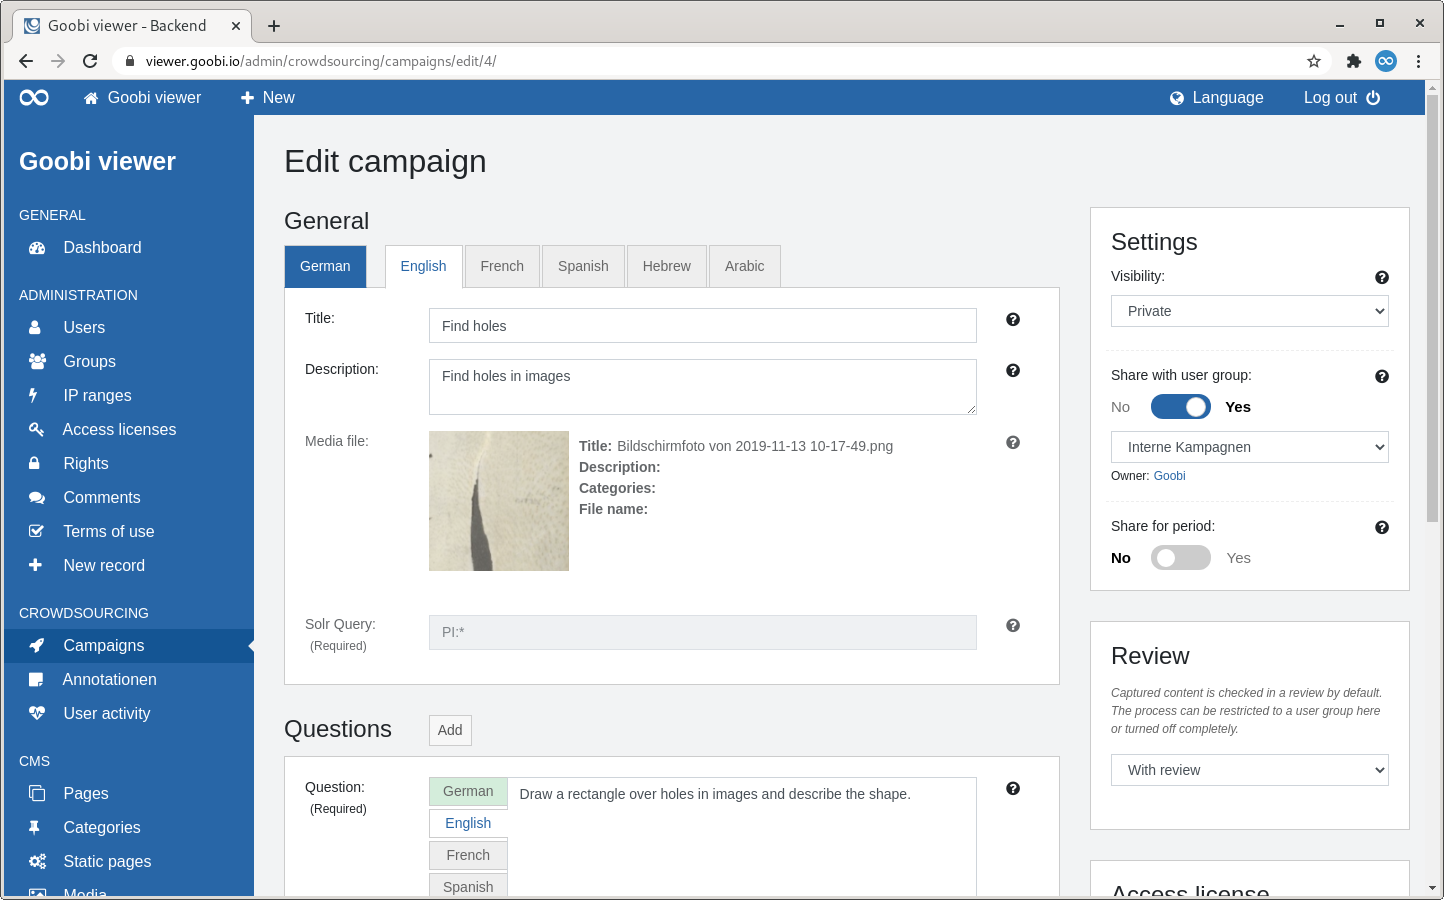 Goobi viewer - Backend
viewer.goobi.io/admin/crowdsourcing/campaigns/edit/4/
Goobi viewer
New
Language
Log out
Goobi viewer
GENERAL
Dashboard
ADMINISTRATION
Users
Groups
IP ranges
Access licenses
Rights
Comments
Terms of use
New record
CROWDSOURCING
Campaigns
Annotationen
User activity
CMS
Pages
Categories
Static pages
Media
Edit campaign
General
German English French Spanish Hebrew Arabic
Title: Find holes
Description: Find holes in images
Media file: Title: Bildschirmfoto von 2019-11-13 10-17-49.png
Description:
Categories:
File name:
Solr Query: PI:*
(Required)
Questions Add
Question: German Draw a rectangle over holes in images and describe the shape.
(Required)
English
French
Spanish
Settings
Visibility:
Private
Share with user group:
No Yes
Interne Kampagnen
Owner: Goobi
Share for period:
No Yes
Review
Captured content is checked in a review by default.
The process can be restricted to a user group here
or turned off completely.
With review
Access license